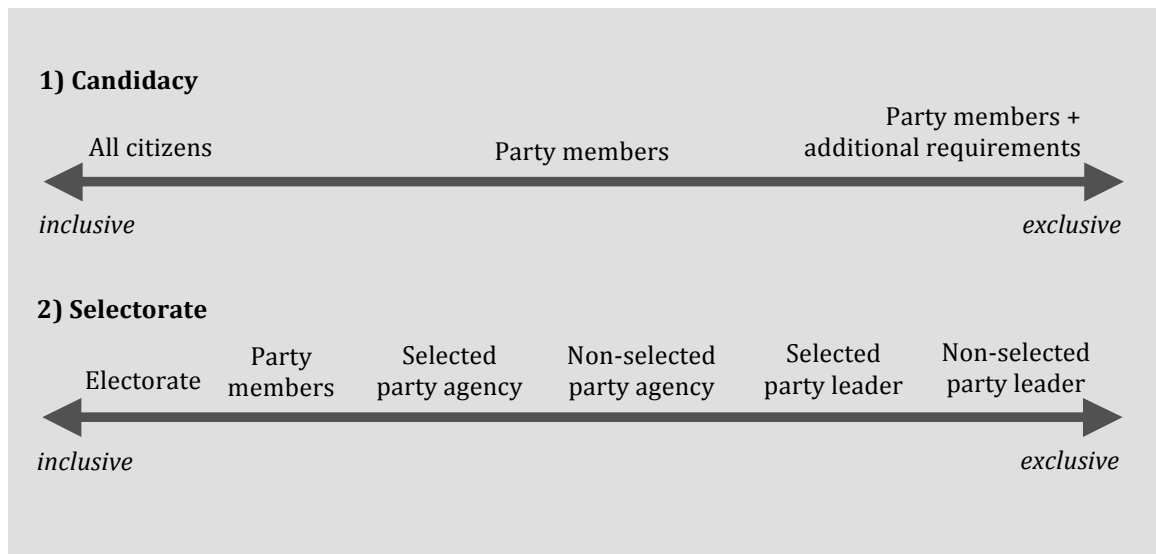 1) Candidacy
All citizens
Party members
Party members +
additional requirements
inclusive
exclusive
2) Selectorate
Electorate
Party
members
Selected
party agency
Non-selected
party agency
Selected
party leader
Non-selected
party leader
inclusive
exclusive